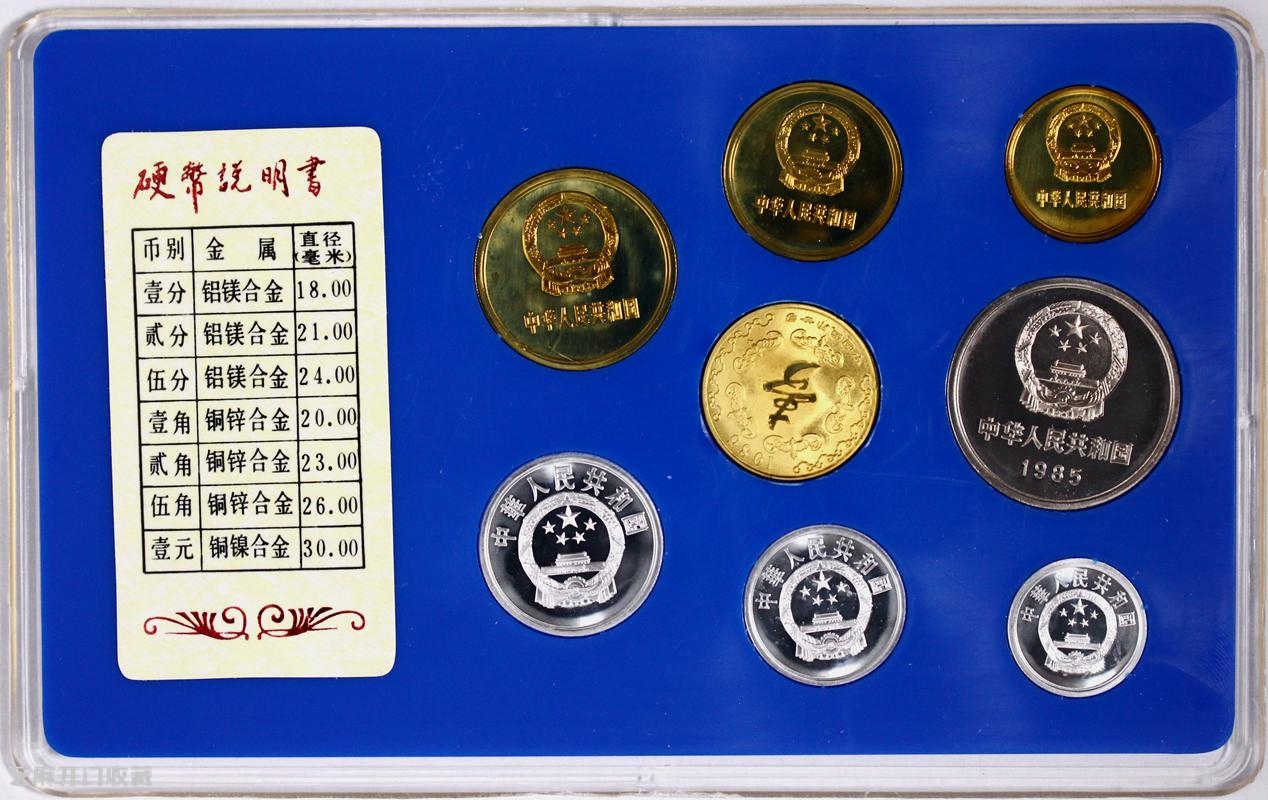 硬幣説明書
币别 金属 直径(毫米)
壹分 铝镁合金 18.00
贰分 铝镁合金 21.00
伍分 铝镁合金 24.00
壹角 铜锌合金 20.00
贰角 铜锌合金 23.00
伍角 铜锌合金 26.00
壹元 铜镍合金 30.00
中华人民共和国
中华人民共和国
中华人民共和国
1985
中华人民共和国
1985
中華人民共和国
中華人民共和国
中華人民共和国